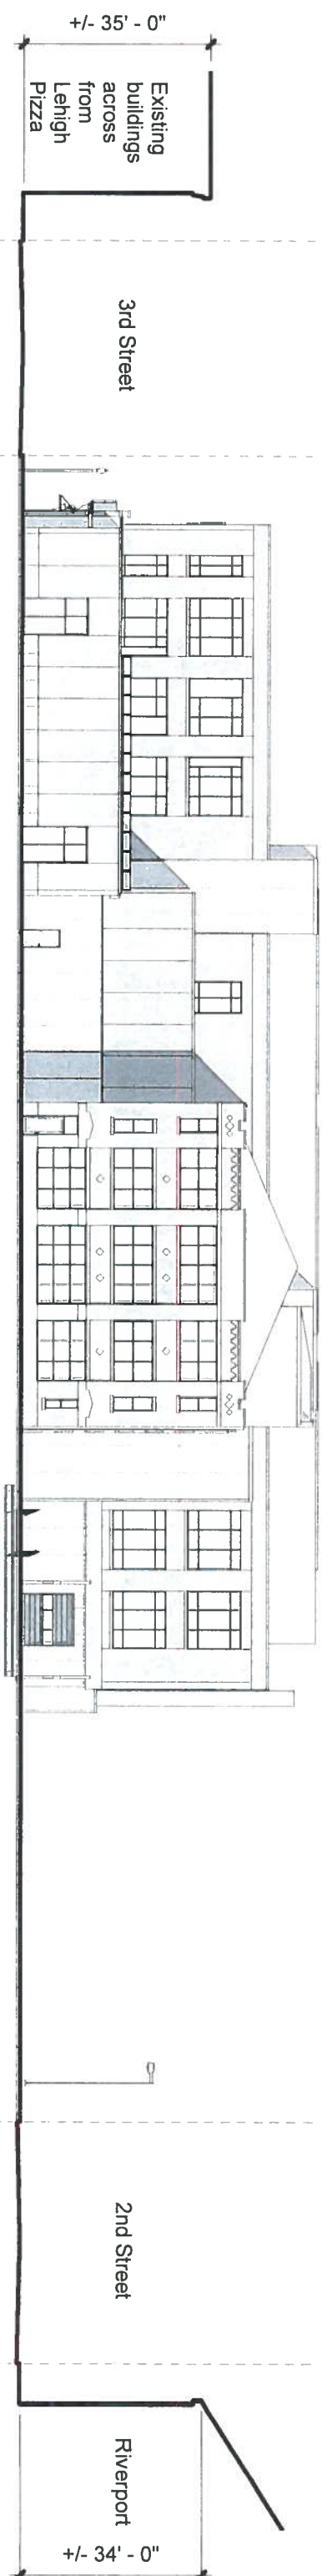 +/- 35' - 0"
Existing
buildings
across
from
Lehigh
Pizza
3rd Street
2nd Street
Riverport
+/- 34' - 0"